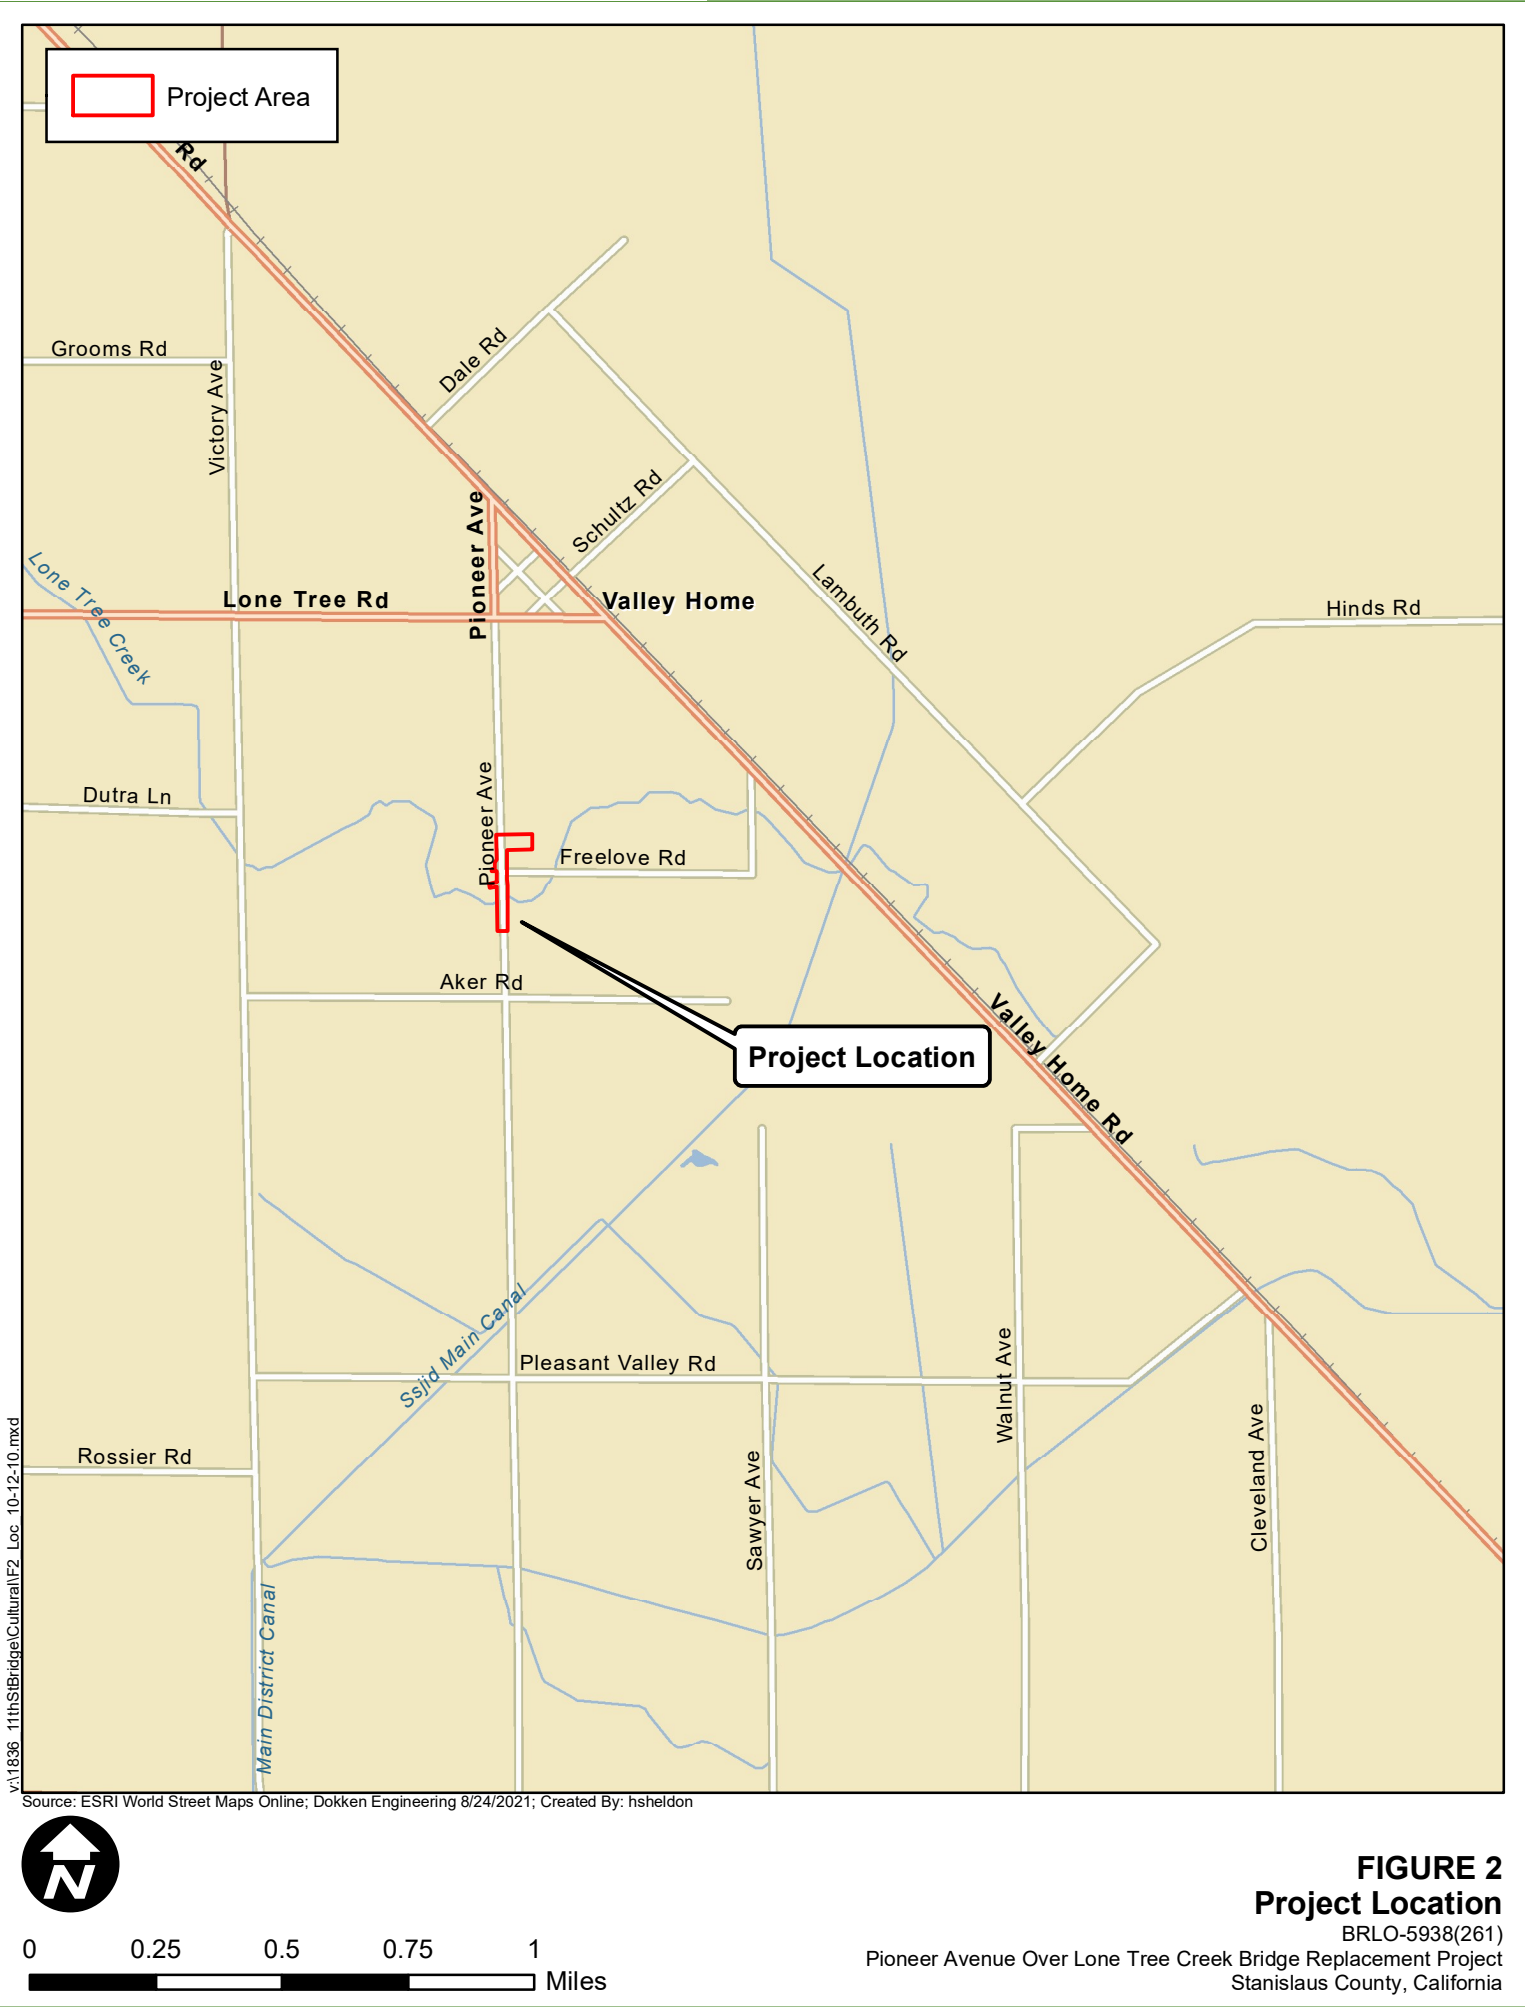 Project Area
Rd
Grooms Rd
Victory Ave
Dale Rd
Pioneer Ave
Schultz Rd
Lone Tree Creek
Lone Tree Rd
Valley Home
Lambuth Rd
Hinds Rd
Dutra Ln
Pioneer Ave
Freelove Rd
Aker Rd
Project Location
Valley Home Rd
Ssjid Main Canal
Pleasant Valley Rd
Walnut Ave
Rossier Rd
Sawyer Ave
Cleveland Ave
Main District Canal
v:\1836 11thStBridge\Cultural\F2 Loc 10-12-10.mxd
Source: ESRI World Street Maps Online; Dokken Engineering 8/24/2021; Created By: hsheldon
N
0 0.25 0.5 0.75 1
Miles
FIGURE 2
Project Location
BRLO-5938(261)
Pioneer Avenue Over Lone Tree Creek Bridge Replacement Project
Stanislaus County, California